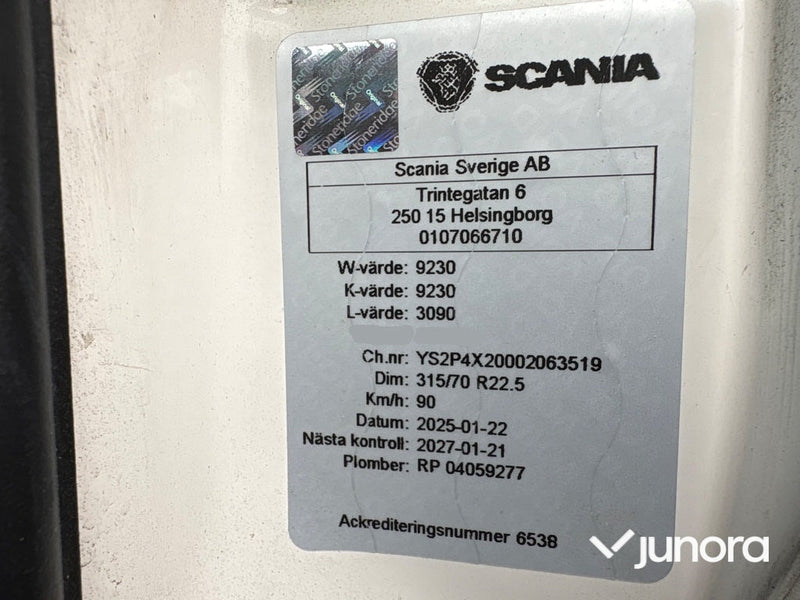 Stoneridge
SCANIA
Scania Sverige AB
Trintegatan 6
250 15 Helsingborg
0107066710
W-värde: 9230
K-värde: 9230
L-värde: 3090
Ch.nr: YS2P4X20002063519
Dim: 315/70 R22.5
Km/h: 90
Datum: 2025-01-22
Nästa kontroll: 2027-01-21
Plomber: RP 04059277
Ackrediteringsnummer 6538
junora